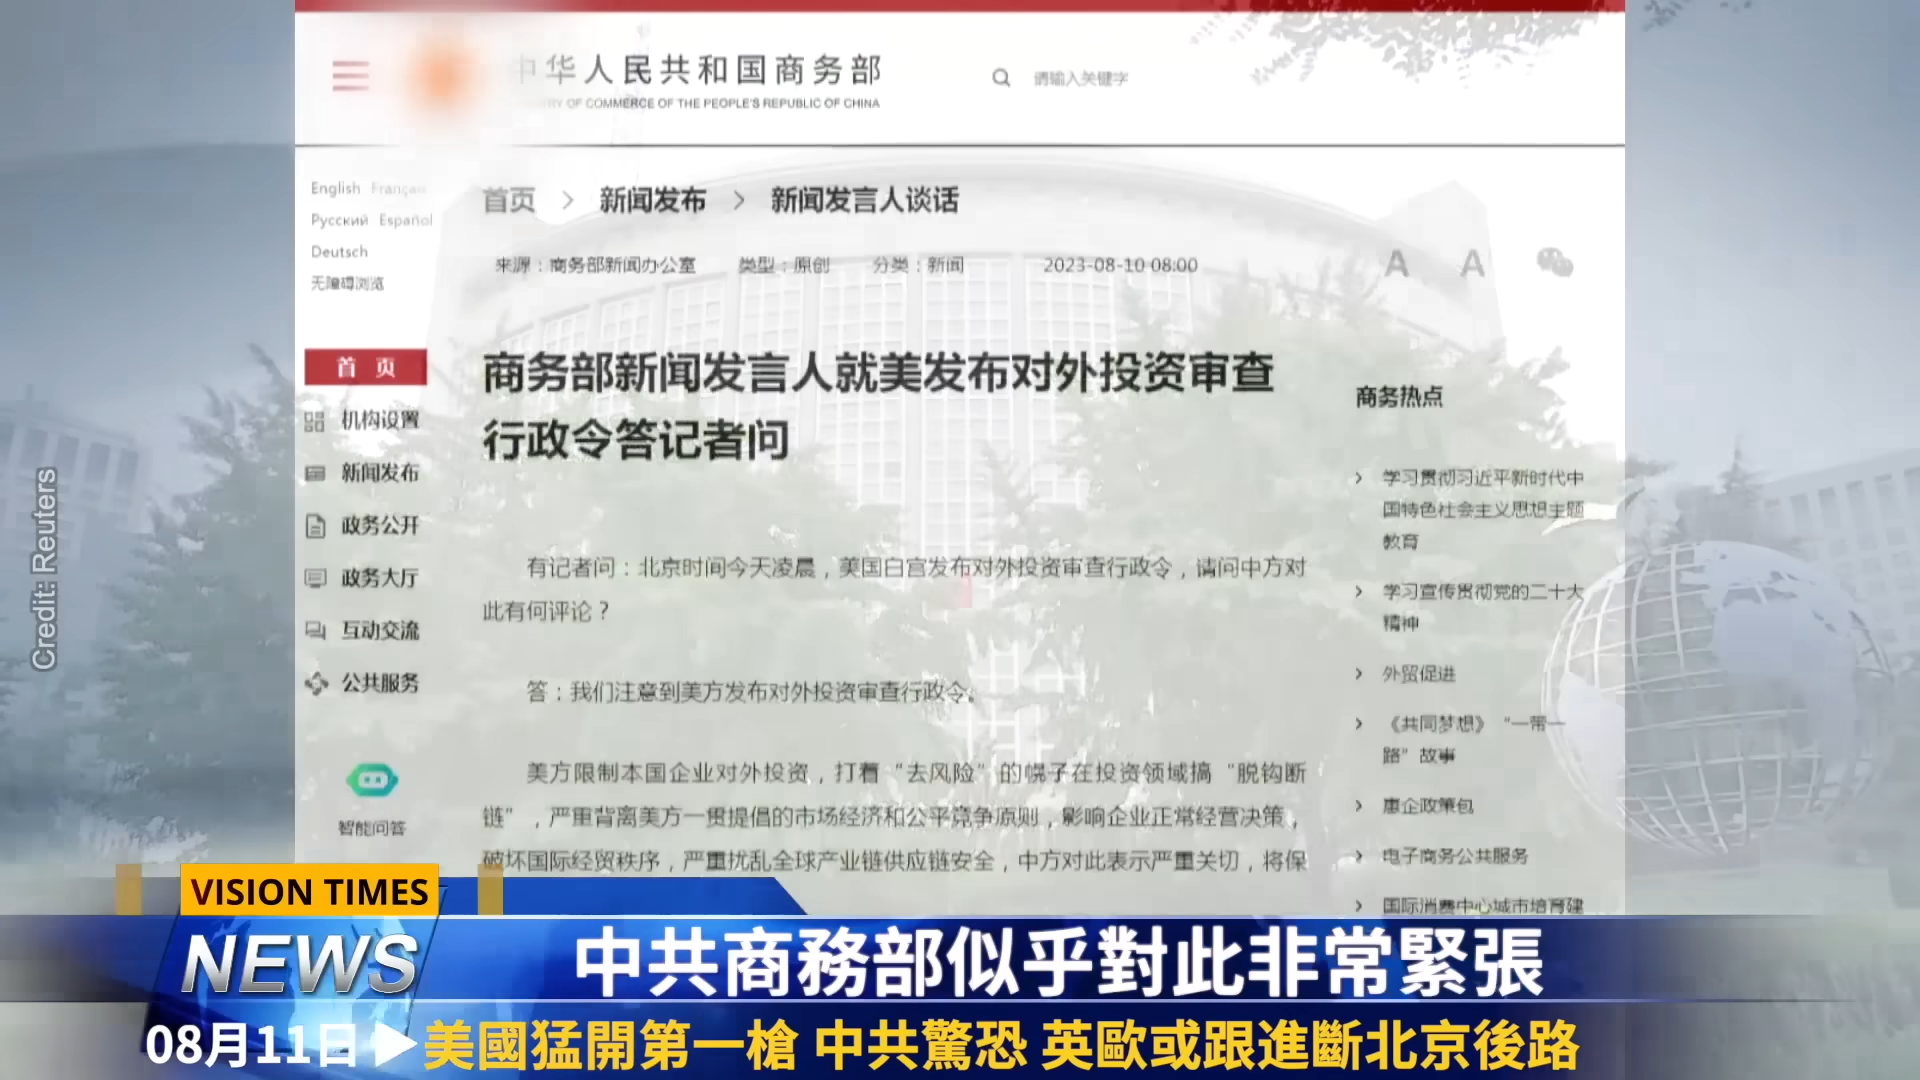 中华人民共和国商务部
OF COMMERCE OF THE PEOPLE'S REPUBLIC OF CHINA
请输入关键字
English Français
Русский Español
Deutsch
无障碍浏览
首页 > 新闻发布 > 新闻发言人谈话
来源：商务部新闻办公室 类型：原创 分类：新闻 2023-08-10 08:00
A A
首页
机构设置
新闻发布
政务公开
政务大厅
互动交流
公共服务
智能问答
商务部新闻发言人就美发布对外投资审查
行政令答记者问
有记者问：北京时间今天凌晨，美国白宫发布对外投资审查行政令，请问中方对
此有何评论？
答：我们注意到美方发布对外投资审查行政令。
美方限制本国企业对外投资，打着“去风险”的幌子在投资领域搞“脱钩断
链”，严重背离美方一贯提倡的市场经济和公平竞争原则，影响企业正常经营决策，
破坏国际经贸秩序，严重扰乱全球产业链供应链安全，中方对此表示严重关切，将保
商务热点
学习贯彻习近平新时代中
国特色社会主义思想主题
教育
学习宣传贯彻党的二十大
精神
外贸促进
《共同梦想》“一带一
路”故事
惠企政策包
电子商务公共服务
国际消费中心城市培育建
Credit: Reuters
VISION TIMES
NEWS
中共商務部似乎對此非常緊張
08月11日 ▶ 美國猛開第一槍 中共驚恐 英歐或跟進斷北京後路